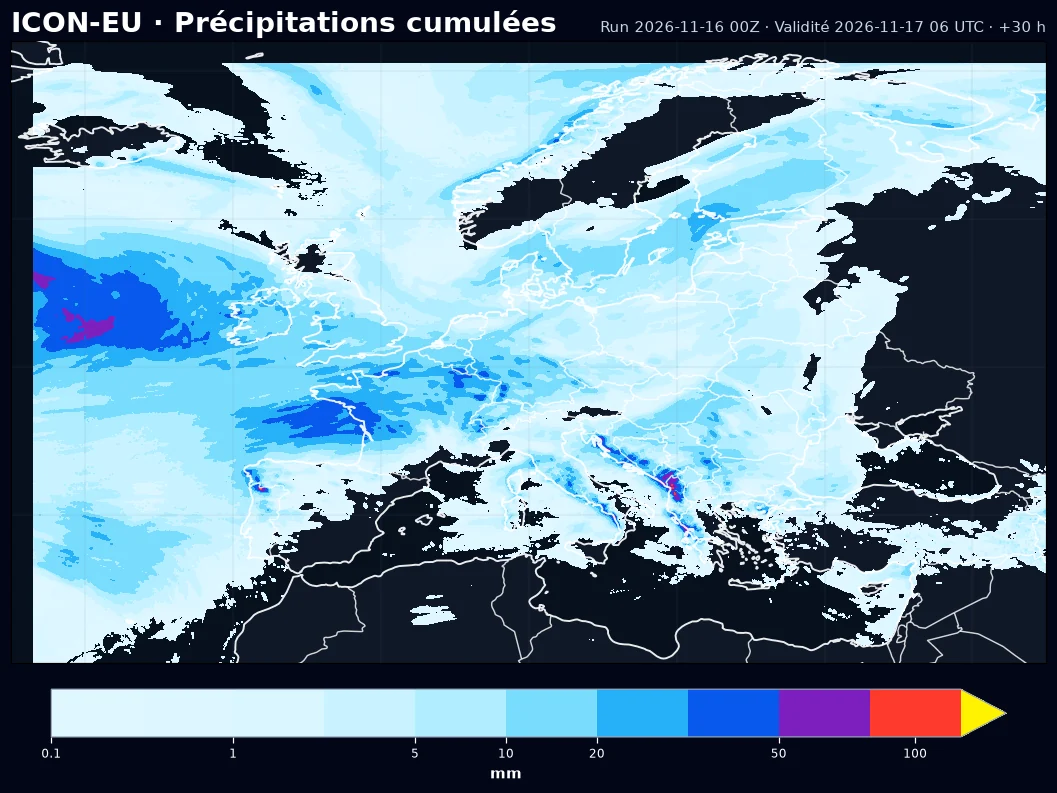 ICON-EU · Précipitations cumulées
Run 2026-11-16 00Z · Validité 2026-11-17 06 UTC · +30 h
0.1 1 5 10 20 50 100
mm